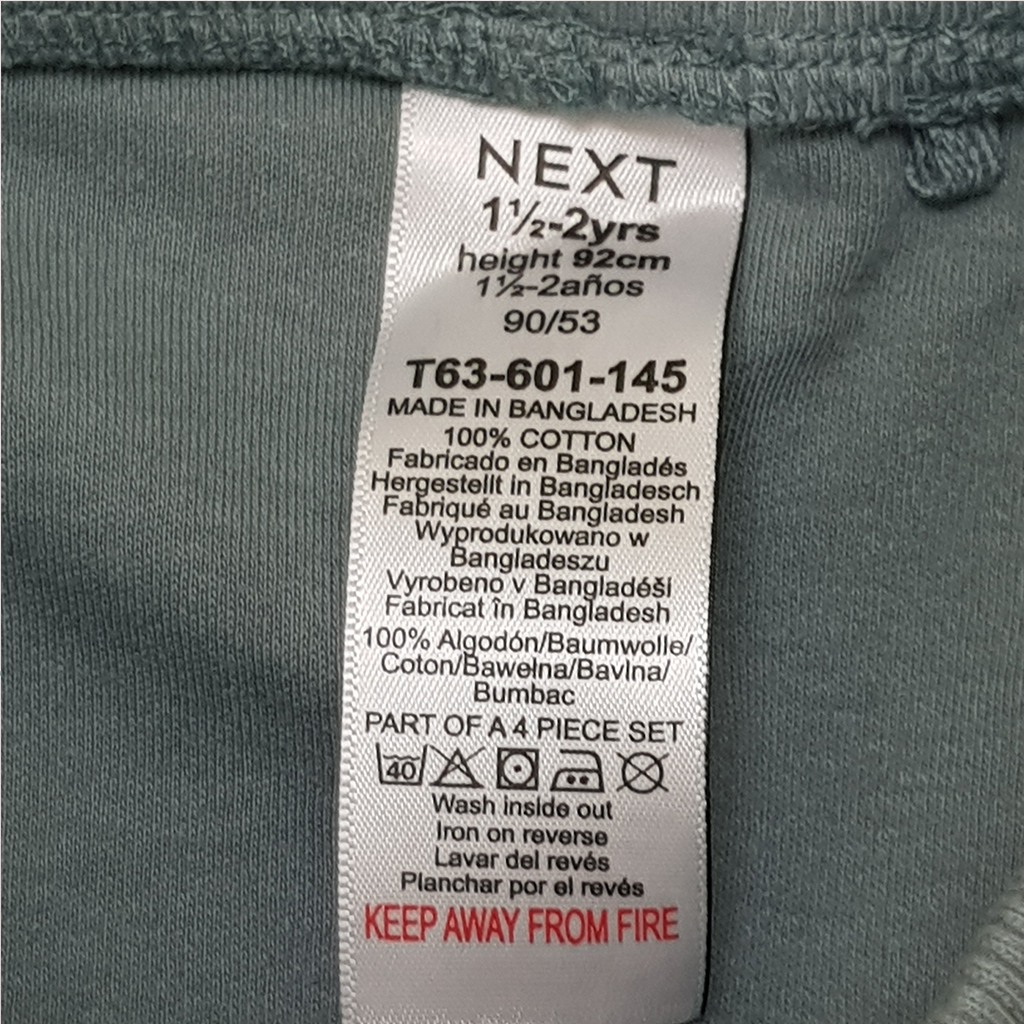 NEXT
1½-2yrs
height 92cm
1½-2años
90/53
T63-601-145
MADE IN BANGLADESH
100% COTTON
Fabricado en Bangladés
Hergestellt in Bangladesch
Fabriqué au Bangladesh
Wyprodukowano w
Bangladeszu
Vyrobeno v Bangladéši
Fabricat în Bangladesh
100% Algodón/Baumwolle/
Coton/Bawełna/Bavlna/
Bumbac
PART OF A 4 PIECE SET
40
Wash inside out
Iron on reverse
Lavar del revés
Planchar por el revés
KEEP AWAY FROM FIRE